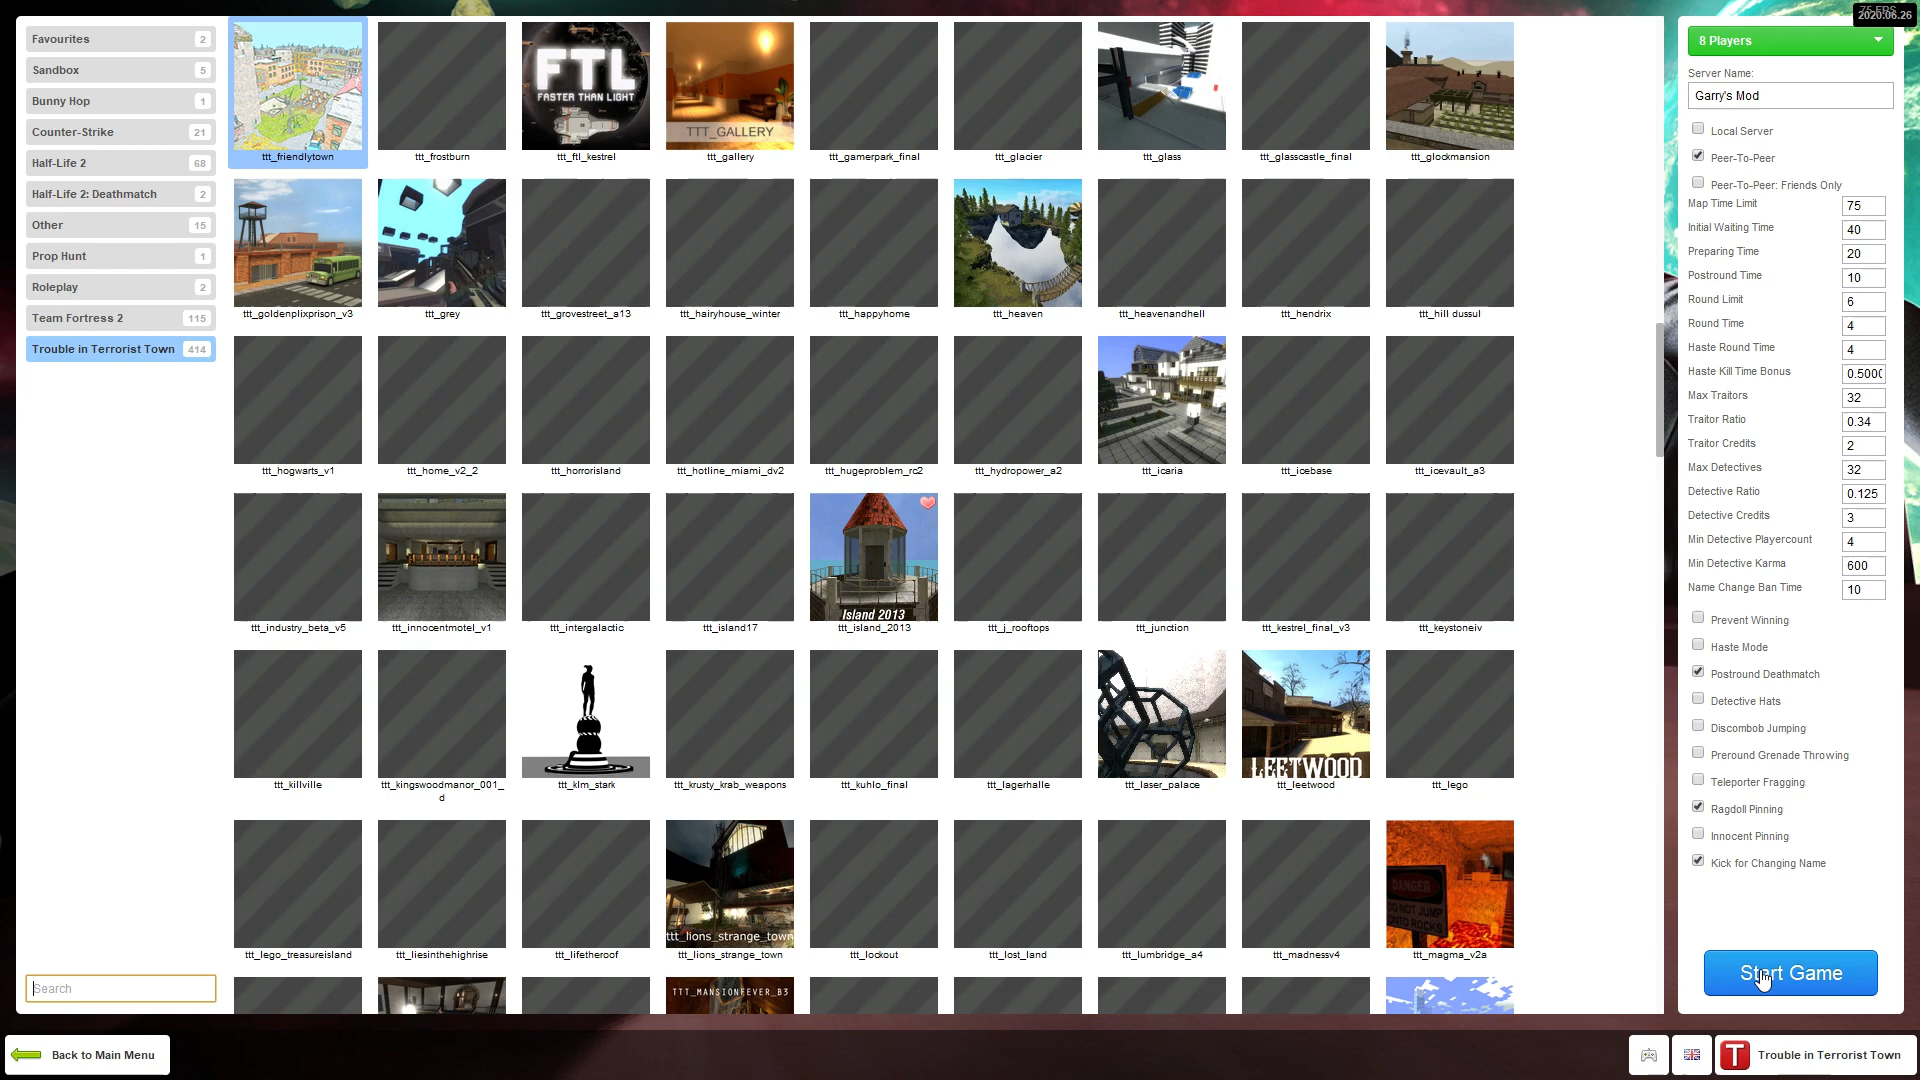 Favourites 2
Sandbox 5
Bunny Hop 1
Counter-Strike 21
Half-Life 2 68
Half-Life 2: Deathmatch 2
Other 15
Prop Hunt 1
Roleplay 2
Team Fortress 2 115
Trouble in Terrorist Town 414
Search
FTL
FASTER THAN LIGHT
TTT_GALLERY
ttt_friendlytown ttt_frostburn ttt_ftl_kestrel ttt_gallery ttt_gamerpark_final ttt_glacier ttt_glass ttt_glasscastle_final ttt_glockmansion
ttt_goldenplixprison_v3 ttt_grey ttt_grovestreet_a13 ttt_hairyhouse_winter ttt_happyhome ttt_heaven ttt_heavenandhell ttt_hendrix ttt_hill dussul
ttt_hogwarts_v1 ttt_home_v2_2 ttt_horrorisland ttt_hotline_miami_dv2 ttt_hugeproblem_rc2 ttt_hydropower_a2 ttt_icaria ttt_icebase ttt_icevault_a3
Island 2013
ttt_industry_beta_v5 ttt_innocentmotel_v1 ttt_intergalactic ttt_island17 ttt_island_2013 ttt_j_rooftops ttt_junction ttt_kestrel_final_v3 ttt_keystoneiv
LEETWOOD
ttt_killville ttt_kingswoodmanor_001_d ttt_klm_stark ttt_krusty_krab_weapons ttt_kuhlo_final ttt_lagerhalle ttt_laser_palace ttt_leetwood ttt_lego
ttt_lions_strange_town
DANGER
DO NOT JUMP
ONTO ROCKS
ttt_lego_treasureisland ttt_liesinthehighrise ttt_lifetheroof ttt_lions_strange_town ttt_lockout ttt_lost_land ttt_lumbridge_a4 ttt_madnessv4 ttt_magma_v2a
TTT_MANSIONFEVER_B3
2020.06.26
8 Players
Server Name:
Garry's Mod
Local Server
Peer-To-Peer
Peer-To-Peer: Friends Only
Map Time Limit 75
Initial Waiting Time 40
Preparing Time 20
Postround Time 10
Round Limit 6
Round Time 4
Haste Round Time 4
Haste Kill Time Bonus 0.500
Max Traitors 32
Traitor Ratio 0.34
Traitor Credits 2
Max Detectives 32
Detective Ratio 0.125
Detective Credits 3
Min Detective Playercount 4
Min Detective Karma 600
Name Change Ban Time 10
Prevent Winning
Haste Mode
Postround Deathmatch
Detective Hats
Discombob Jumping
Preround Grenade Throwing
Teleporter Fragging
Ragdoll Pinning
Innocent Pinning
Kick for Changing Name
Start Game
Back to Main Menu
T Trouble in Terrorist Town